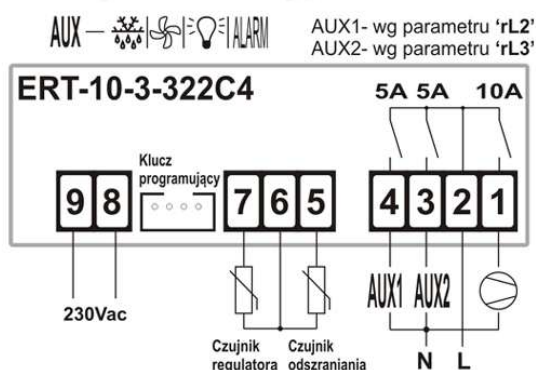 AUX — ALARM
AUX1- wg parametru 'rL2'
AUX2- wg parametru 'rL3'
ERT-10-3-322C4
5A 5A 10A
Klucz
programujący
9 8 7 6 5 4 3 2 1
AUX1 AUX2
230Vac
Czujnik
regulatora
Czujnik
odszraniania
N L